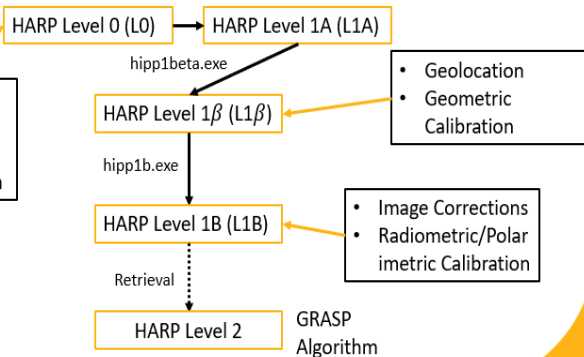 HARP Level 0 (L0)
HARP Level 1A (L1A)
hipp1beta.exe
• Geolocation
• Geometric
Calibration
HARP Level 1β (L1β)
hipp1b.exe
• Image Corrections
• Radiometric/Polar
imetric Calibration
HARP Level 1B (L1B)
Retrieval
HARP Level 2
GRASP
Algorithm